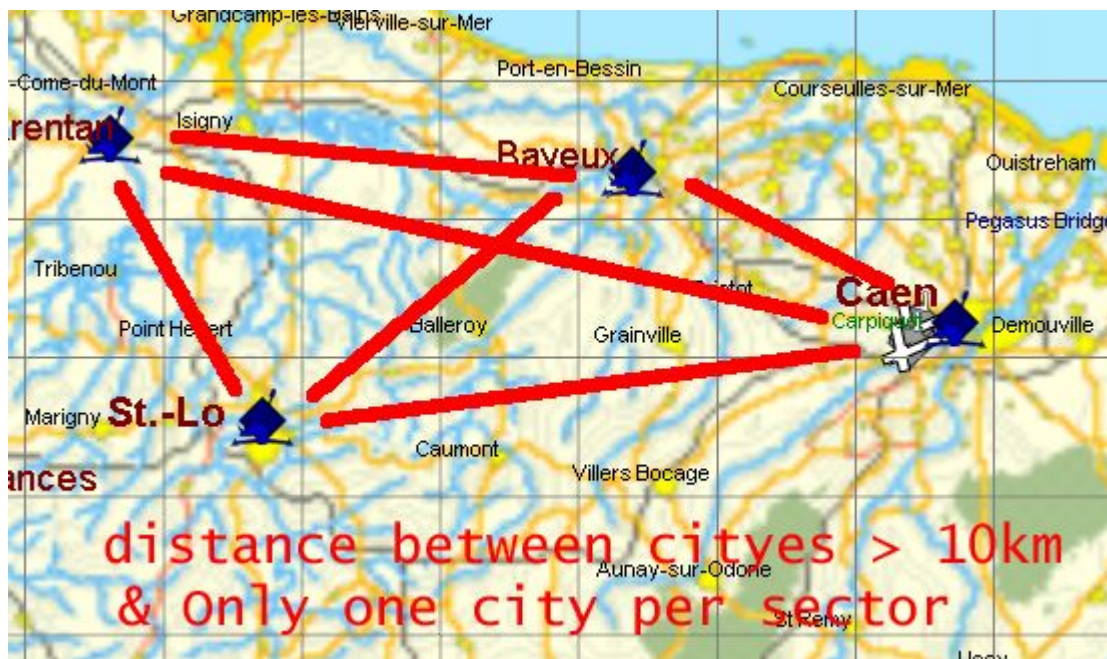 Grandcamp-les-Bains
Vierville-sur-Mer
-Come-du-Mont
Port-en-Bessin
Courseulles-sur-Mer
rentan
Isigny
Bayeux
Ouistreham
Pegasus Bridge
Tribenou
Caen
Point Hebert
Balleroy
Grainville
Carpiquet
Demouville
Marigny
St.-Lo
Caumont
Villers Bocage
ances
distance between cityes > 10km
Aunay-sur-Odone
& Only one city per sector
St Remy